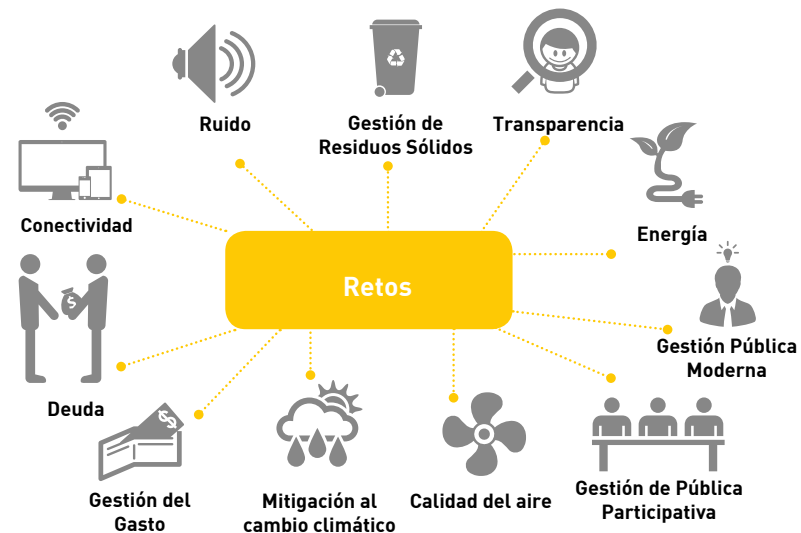 Ruido
Gestión de
Residuos Sólidos
Transparencia
Conectividad
Energía
Retos
$
Gestión Pública
Moderna
Deuda
$
Gestión del
Gasto
Mitigación al
cambio climático
Calidad del aire
Gestión de Pública
Participativa